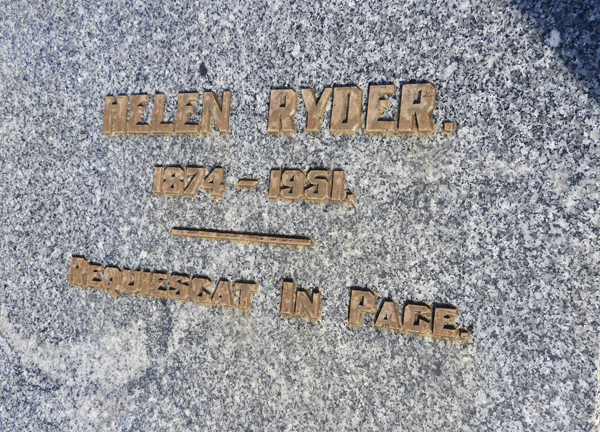 HELEN RYDER.
1874 - 1951.
REQUIESCAT IN PACE.